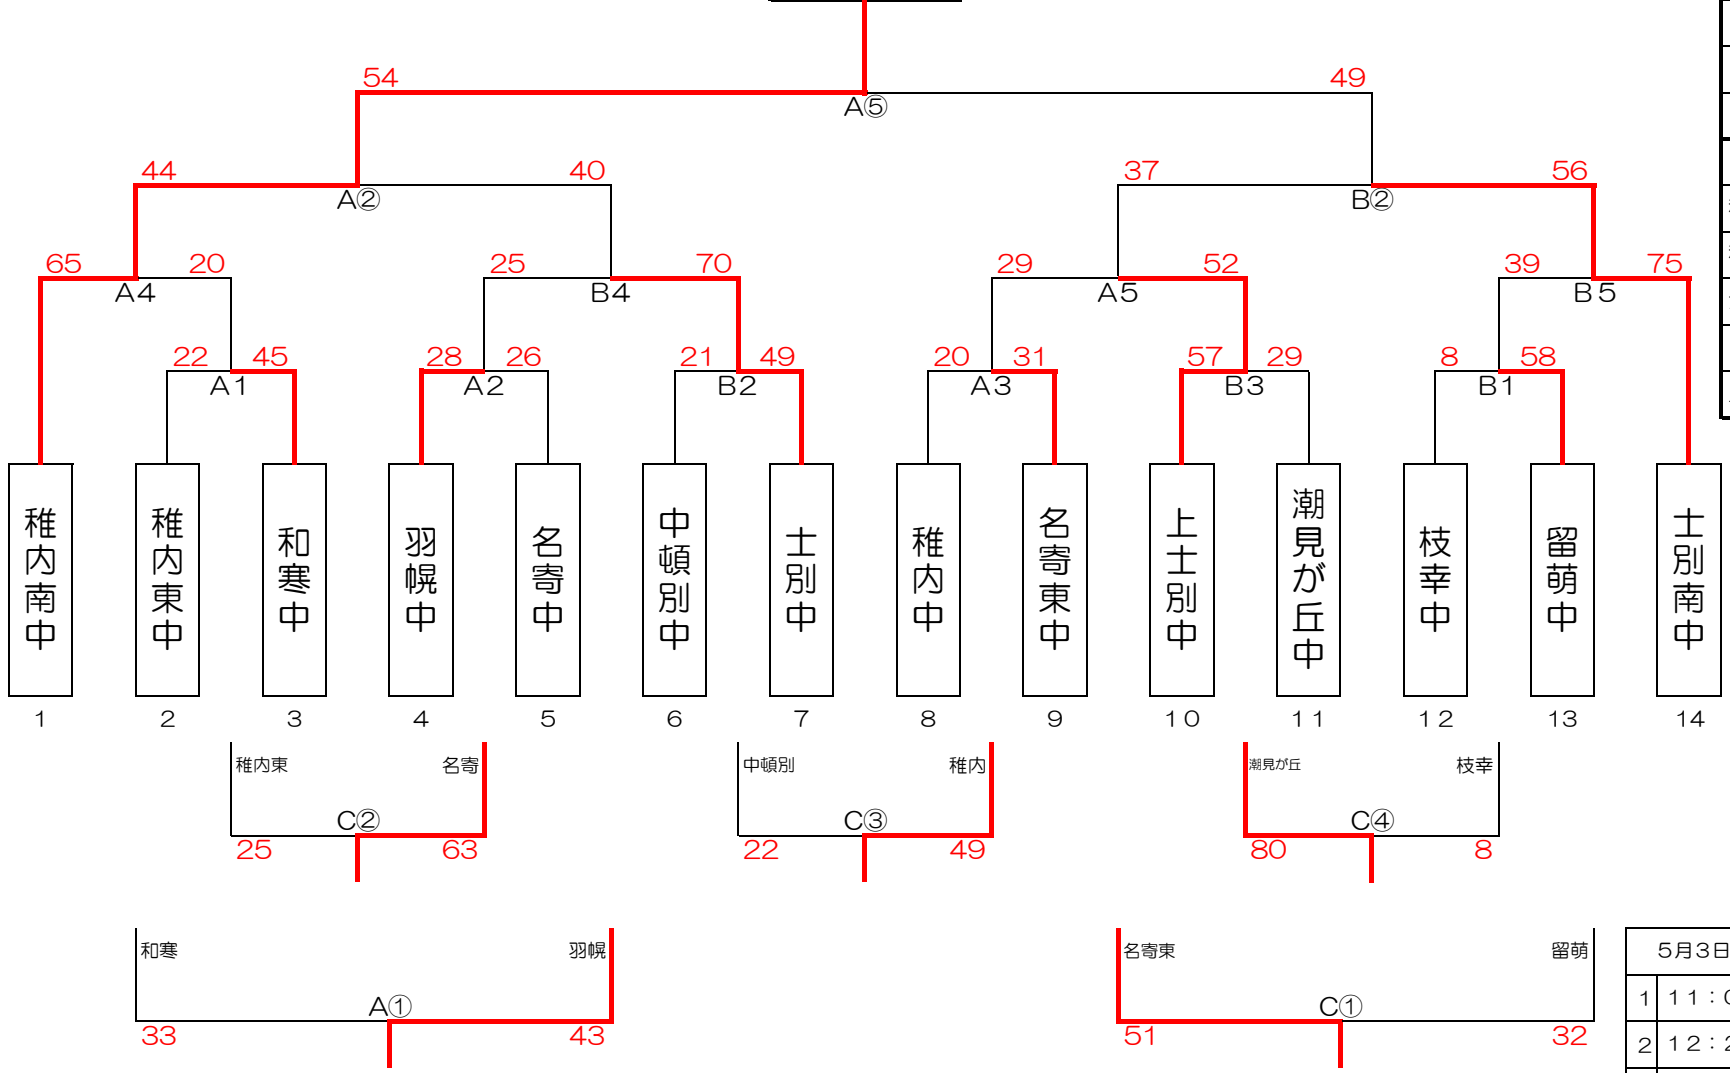 54 49
A⑤
44 40 37 56
A② B②
65 20 25 70 29 52 39 75
A4 B4 A5 B5
22 45 28 26 21 49 20 31 57 29 8 58
A1 A2 B2 A3 B3 B1
稚内南中
稚内東中
和寒中
羽幌中
名寄中
中頓別中
士別中
稚内中
名寄東中
上士別中
潮見が丘中
枝幸中
留萌中
士別南中
1 2 3 4 5 6 7 8 9 10 11 12 13 14
稚内東 名寄 中頓別 稚内 潮見が丘 枝幸
C② C③ C④
25 63 22 49 80 8
和寒 羽幌 名寄東 留萌 5月3日
A① C① 1 11：
33 43 51 32 2 12：